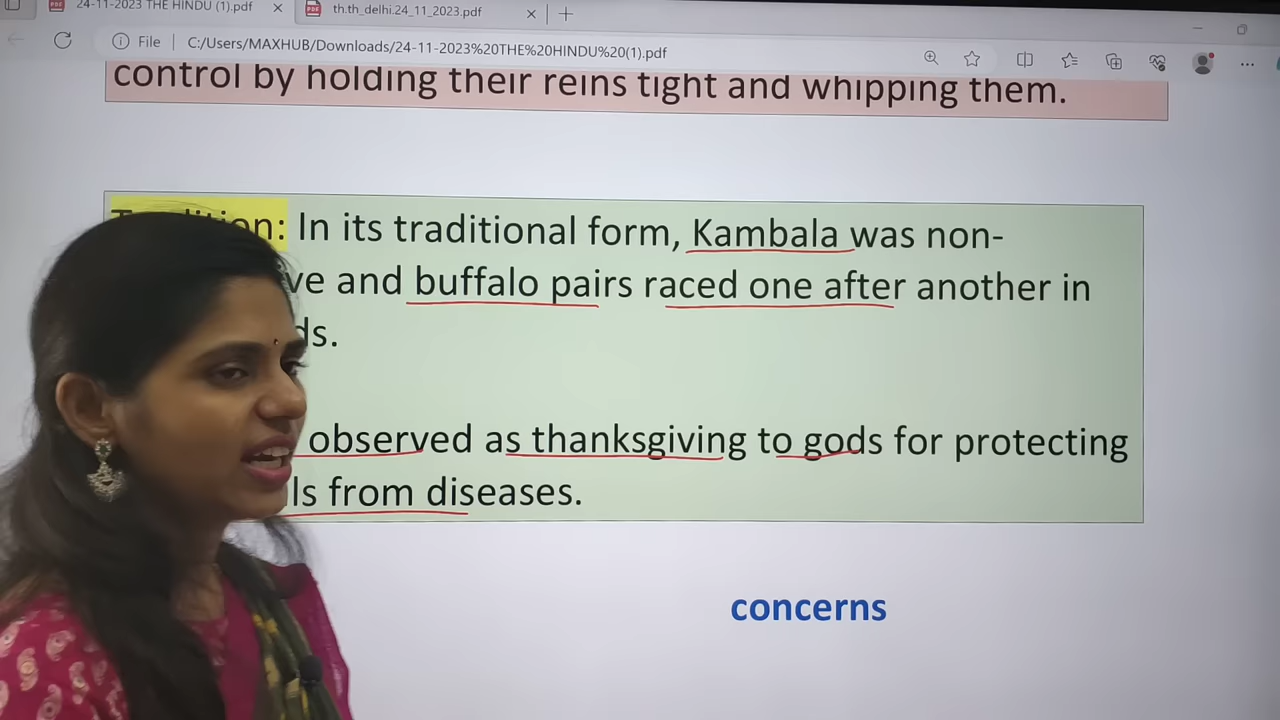 24-11-2023 THE HINDU (1).pdf
th.th_delhi.24_11_2023.pdf
File
C:/Users/MAXHUB/Downloads/24-11-2023%20THE%20HINDU%20(1).pdf
control by holding their reins tight and whipping them.
In its traditional form, Kambala was non-
and buffalo pairs raced one after another in
observed as thanksgiving to gods for protecting
from diseases.
concerns